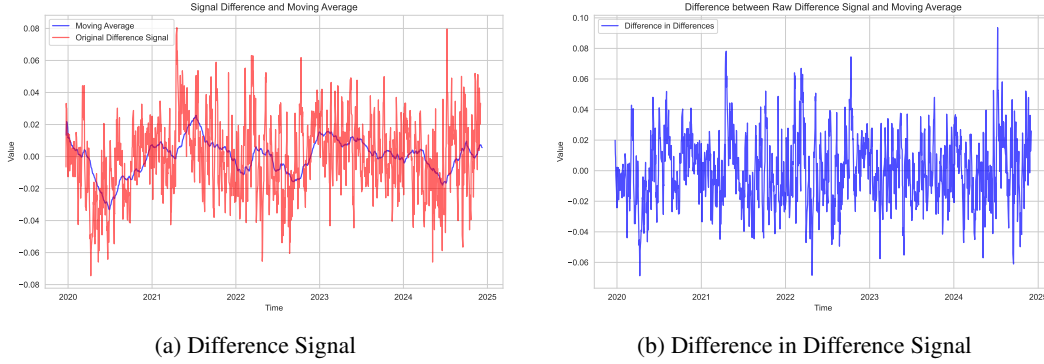 Signal Difference and Moving Average
Moving Average
Original Difference Signal
0.08
0.06
0.04
0.02
0.00
−0.02
−0.04
−0.06
−0.08
Value
2020 2021 2022 2023 2024 2025
Time
(a) Difference Signal
Difference between Raw Difference Signal and Moving Average
Difference in Differences
0.10
0.08
0.06
0.04
0.02
0.00
−0.02
−0.04
−0.06
Value
2020 2021 2022 2023 2024 2025
Time
(b) Difference in Difference Signal